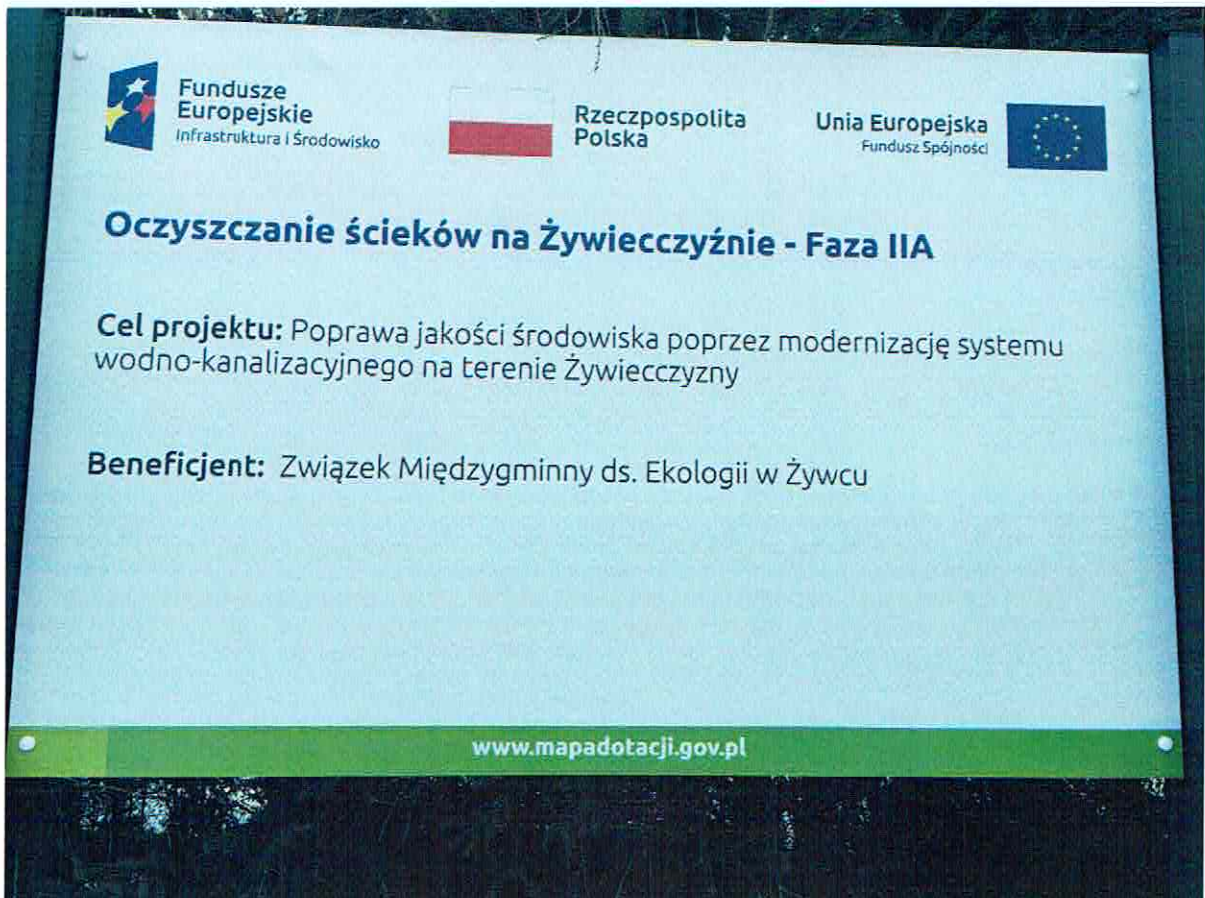 Fundusze
Europejskie
Infrastruktura i Środowisko
Rzeczpospolita
Polska
Unia Europejska
Fundusz Spójności
Oczyszczanie ścieków na Żywiecczyźnie - Faza IIA
Cel projektu: Poprawa jakości środowiska poprzez modernizację systemu
wodno-kanalizacyjnego na terenie Żywiecczyzny
Beneficjent: Związek Międzygminny ds. Ekologii w Żywcu
www.mapadotacji.gov.pl